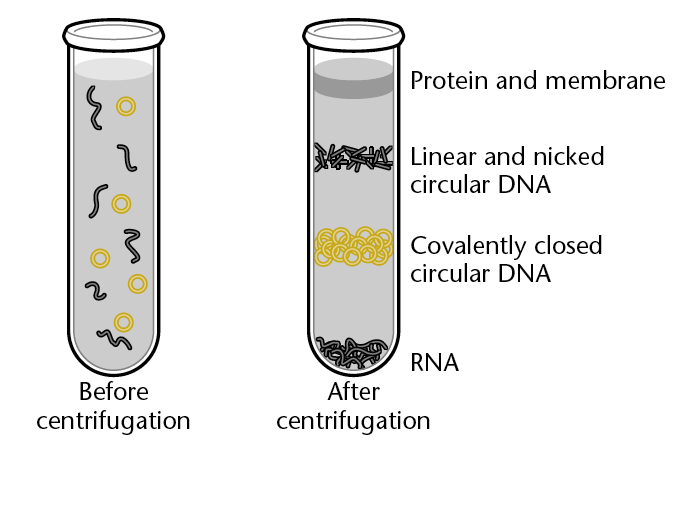 Protein and membrane
Linear and nicked
circular DNA
Covalently closed
circular DNA
RNA
Before
centrifugation
After
centrifugation